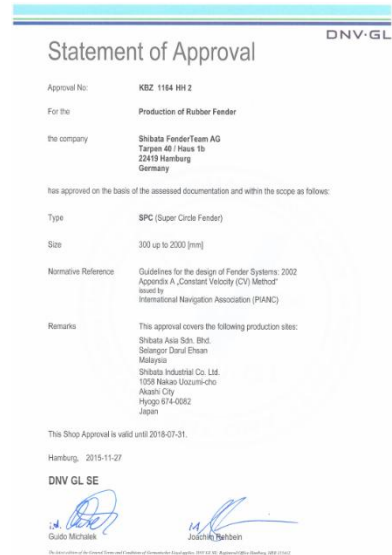 DNV·GL
Statement of Approval
Approval No: KBZ 1164 HH 2
For the Production of Rubber Fender
the company Shibata FenderTeam AG
Tarpen 40 / Haus 1b
22419 Hamburg
Germany
has approved on the basis of the assessed documentation and within the scope as follows:
Type SPC (Super Circle Fender)
Size 300 up to 2000 [mm]
Normative Reference Guidelines for the design of Fender Systems: 2002
Appendix A „Constant Velocity (CV) Method"
issued by
International Navigation Association (PIANC)
Remarks This approval covers the following production sites:
Shibata Asia Sdn. Bhd.
Selangor Darul Ehsan
Malaysia
Shibata Industrial Co. Ltd.
1058 Nakao Uozumi-cho
Akashi City
Hyogo 674-0082
Japan
This Shop Approval is valid until 2018-07-31.
Hamburg, 2015-11-27
DNV GL SE
Guido Michalek Joachim Rehbein